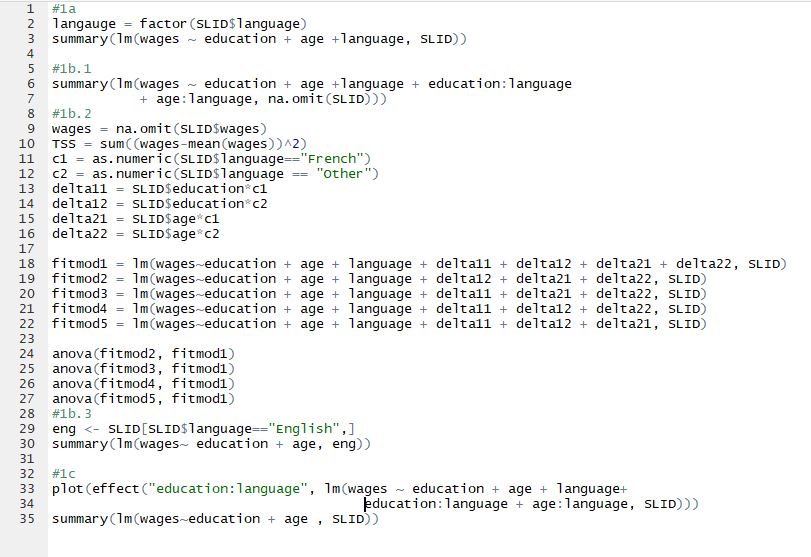 1 #1a
2 langauge = factor(SLID$language)
3 summary(lm(wages ~ education + age +language, SLID))
4
5 #1b.1
6 summary(lm(wages ~ education + age +language + education:language
7 + age:language, na.omit(SLID)))
8 #1b.2
9 wages = na.omit(SLID$wages)
10 TSS = sum((wages-mean(wages))^2)
11 c1 = as.numeric(SLID$language=="French")
12 c2 = as.numeric(SLID$language == "Other")
13 delta11 = SLID$education*c1
14 delta12 = SLID$education*c2
15 delta21 = SLID$age*c1
16 delta22 = SLID$age*c2
17
18 fitmod1 = lm(wages~education + age + language + delta11 + delta12 + delta21 + delta22, SLID)
19 fitmod2 = lm(wages~education + age + language + delta12 + delta21 + delta22, SLID)
20 fitmod3 = lm(wages~education + age + language + delta11 + delta21 + delta22, SLID)
21 fitmod4 = lm(wages~education + age + language + delta11 + delta12 + delta22, SLID)
22 fitmod5 = lm(wages~education + age + language + delta11 + delta12 + delta21, SLID)
23
24 anova(fitmod2, fitmod1)
25 anova(fitmod3, fitmod1)
26 anova(fitmod4, fitmod1)
27 anova(fitmod5, fitmod1)
28 #1b.3
29 eng <- SLID[SLID$language=="English",]
30 summary(lm(wages~ education + age, eng))
31
32 #1c
33 plot(effect("education:language", lm(wages ~ education + age + language+
34 education:language + age:language, SLID)))
35 summary(lm(wages~education + age , SLID))